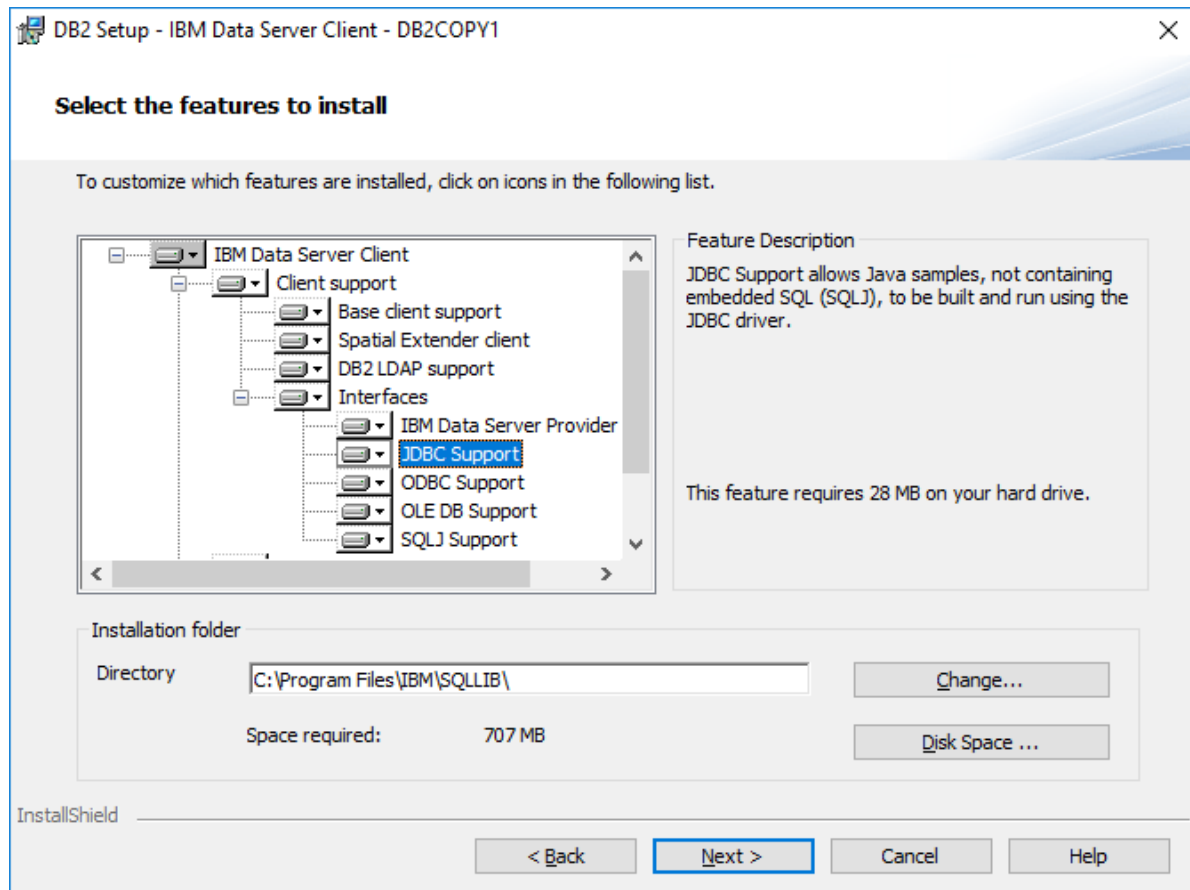 DB2 Setup - IBM Data Server Client - DB2COPY1
Select the features to install
To customize which features are installed, click on icons in the following list.
IBM Data Server Client
Client support
Base client support
Spatial Extender client
DB2 LDAP support
Interfaces
IBM Data Server Provider
JDBC Support
ODBC Support
OLE DB Support
SQLJ Support
Feature Description
JDBC Support allows Java samples, not containing
embedded SQL (SQLJ), to be built and run using the
JDBC driver.
This feature requires 28 MB on your hard drive.
Installation folder
Directory
C:\Program Files\IBM\SQLLIB\
Change...
Space required: 707 MB
Disk Space ...
InstallShield
< Back
Next >
Cancel
Help